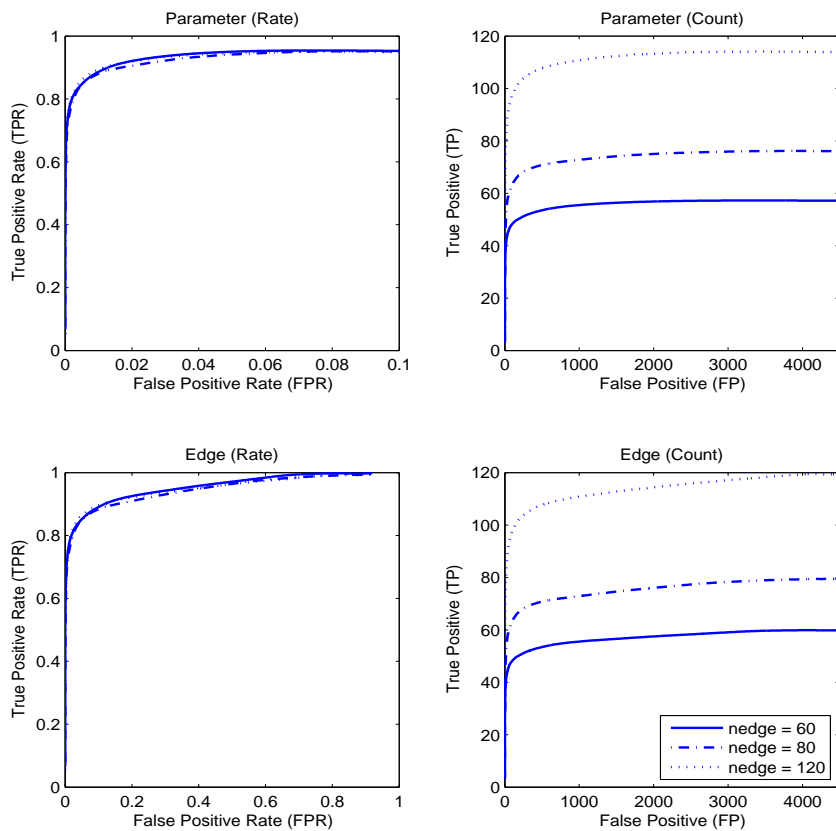 Parameter (Rate)
1
0.8
0.6
0.4
0.2
0
0 0.02 0.04 0.06 0.08 0.1
True Positive Rate (TPR)
False Positive Rate (FPR)
Parameter (Count)
120
100
80
60
40
20
0
0 1000 2000 3000 4000
True Positive (TP)
False Positive (FP)
Edge (Rate)
1
0.8
0.6
0.4
0.2
0
0 0.2 0.4 0.6 0.8 1
True Positive Rate (TPR)
False Positive Rate (FPR)
Edge (Count)
120
100
80
60
40
20
0
0 1000 2000 3000 4000
True Positive (TP)
False Positive (FP)
nedge = 60
nedge = 80
nedge = 120